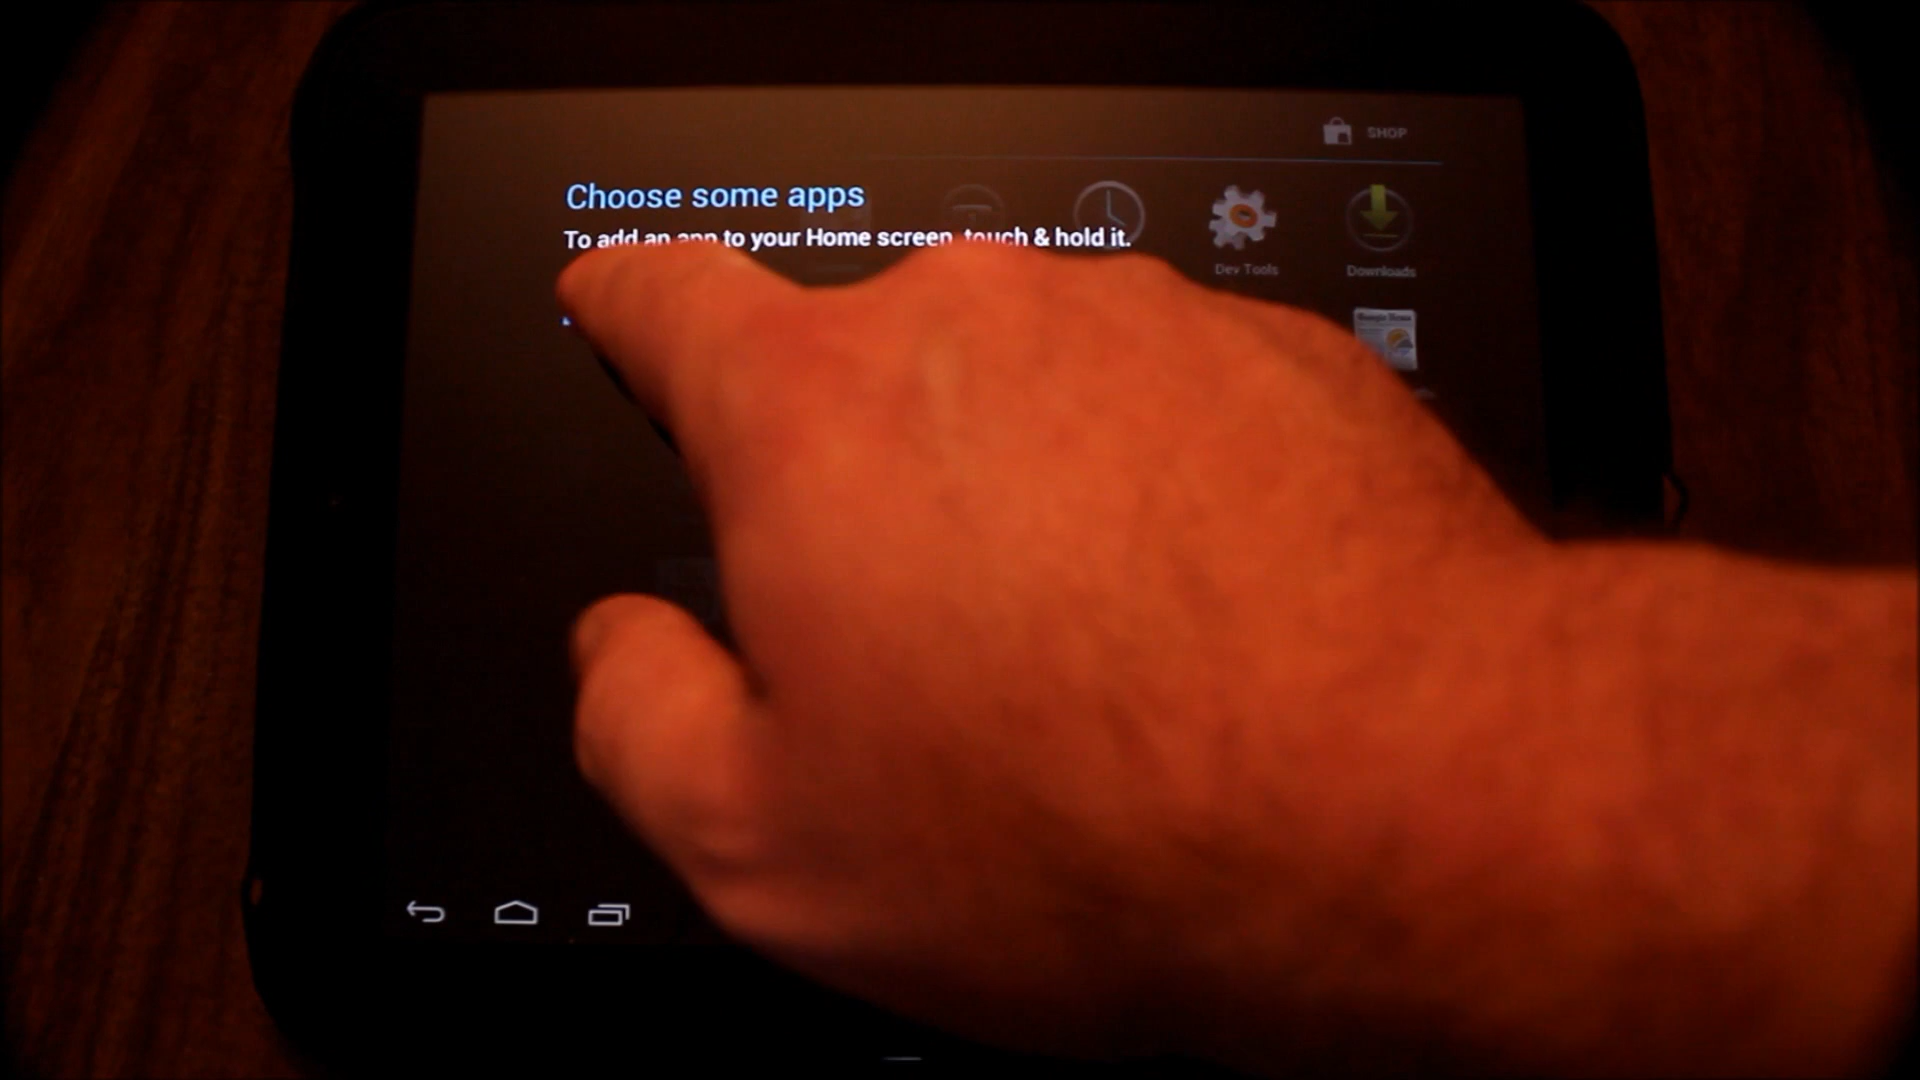 SHOP
Choose some apps
To add an app to your Home screen, touch & hold it.
Dev Tools
Downloads